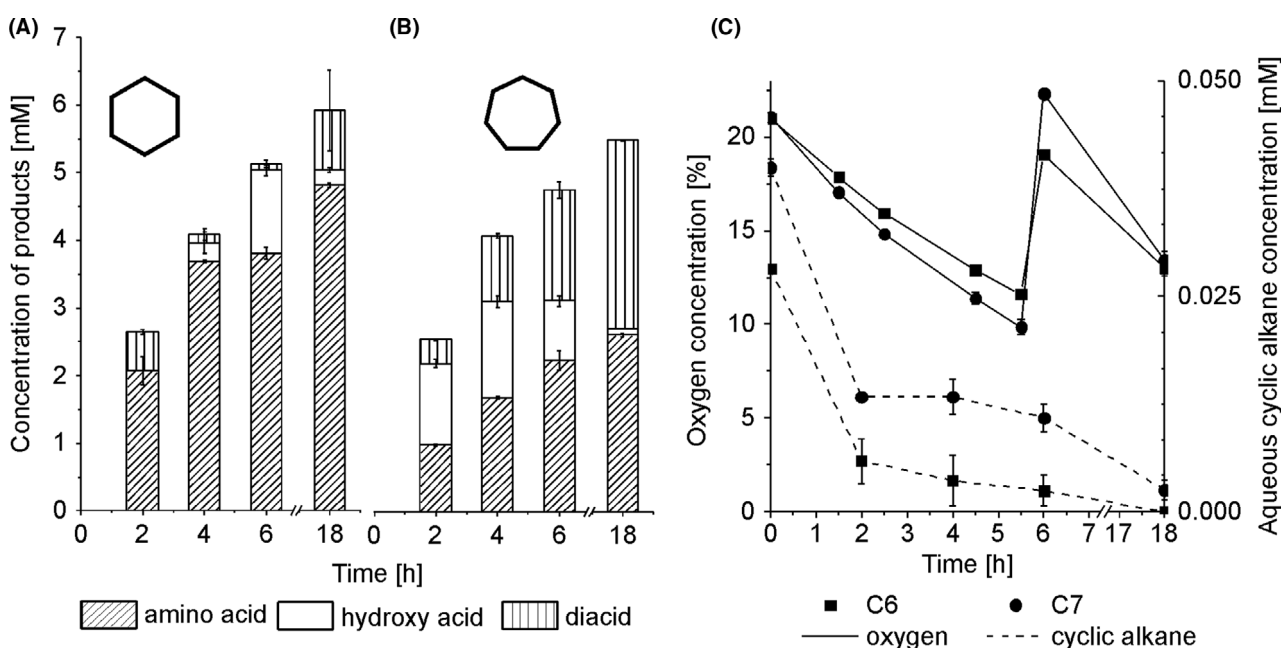 (A)
Concentration of products [mM]
7
6
5
4
3
2
1
0
0 2 4 6 18
(B)
0 2 4 6 18
Time [h]
amino acid hydroxy acid diacid
(C)
Oxygen concentration [%]
20
15
10
5
0
Aqueous cyclic alkane concentration [mM]
0.050
0.025
0.000
0 1 2 3 4 5 6 7 17 18
Time [h]
C6 C7
oxygen cyclic alkane